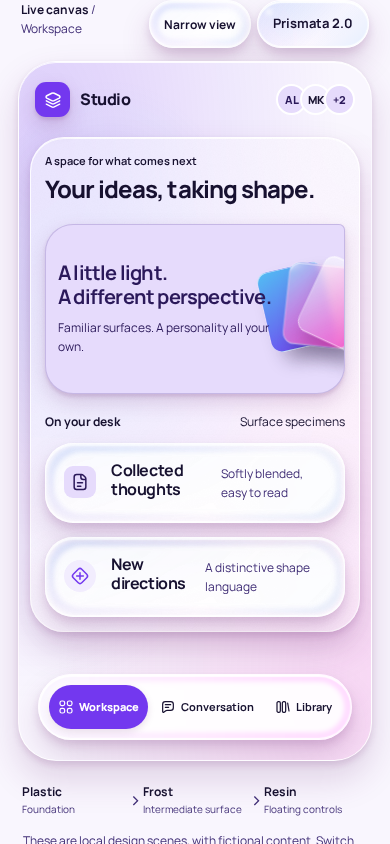 Live canvas /
Workspace
Narrow view
Prismata 2.0
Studio
AL MK +2
A space for what comes next
Your ideas, taking shape.
A little light.
A different perspective.
Familiar surfaces. A personality all your
own.
On your desk
Surface specimens
Collected
thoughts
Softly blended,
easy to read
New
directions
A distinctive shape
language
Workspace
Conversation
Library
Plastic
Foundation
Frost
Intermediate surface
Resin
Floating controls
These are local design scenes, with fictional content. Switch